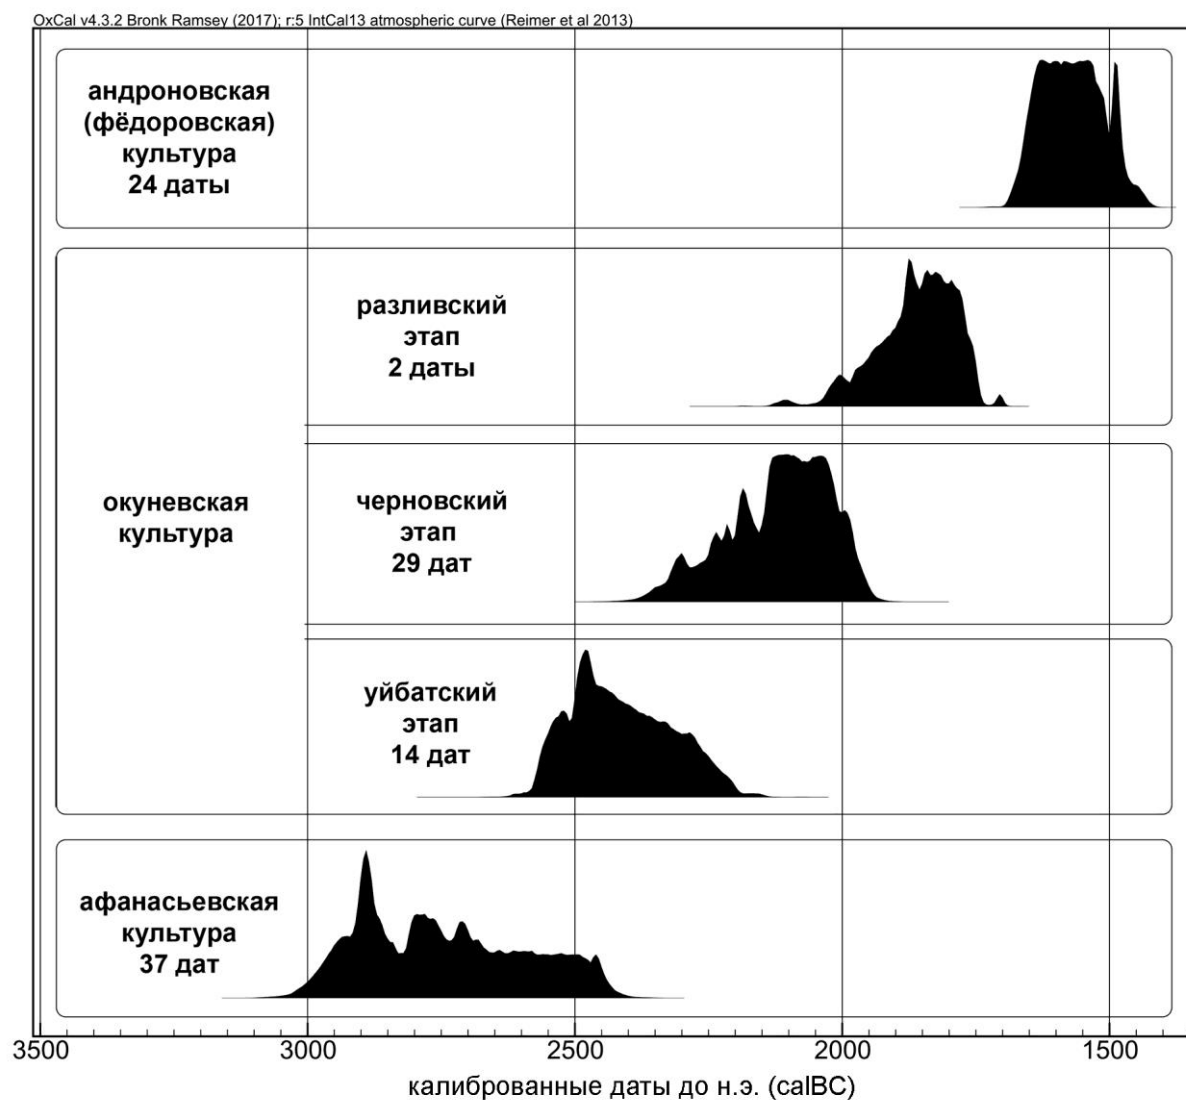 OxCal v4.3.2 Bronk Ramsey (2017); r:5 IntCal13 atmospheric curve (Reimer et al 2013)
андроновская
(фёдоровская)
культура
24 даты
разливский
этап
2 даты
окуневская
культура
черновский
этап
29 дат
уйбатский
этап
14 дат
афанасьевская
культура
37 дат
3500 3000 2500 2000 1500
калиброванные даты до н.э. (calBC)